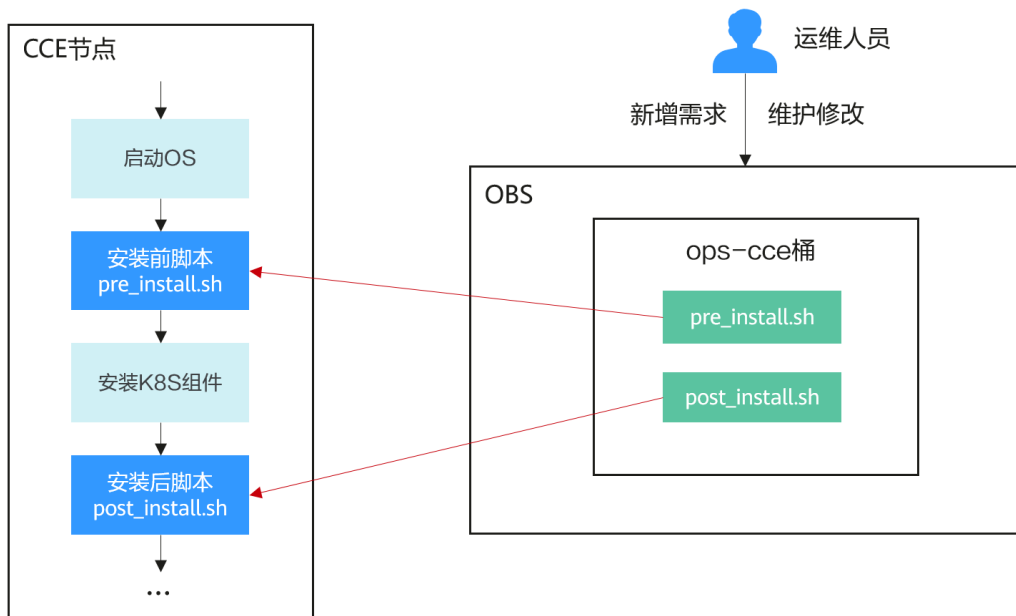 CCE节点
启动OS
安装前脚本
pre_install.sh
安装K8S组件
安装后脚本
post_install.sh
...
运维人员
新增需求
维护修改
OBS
ops-cce桶
pre_install.sh
post_install.sh